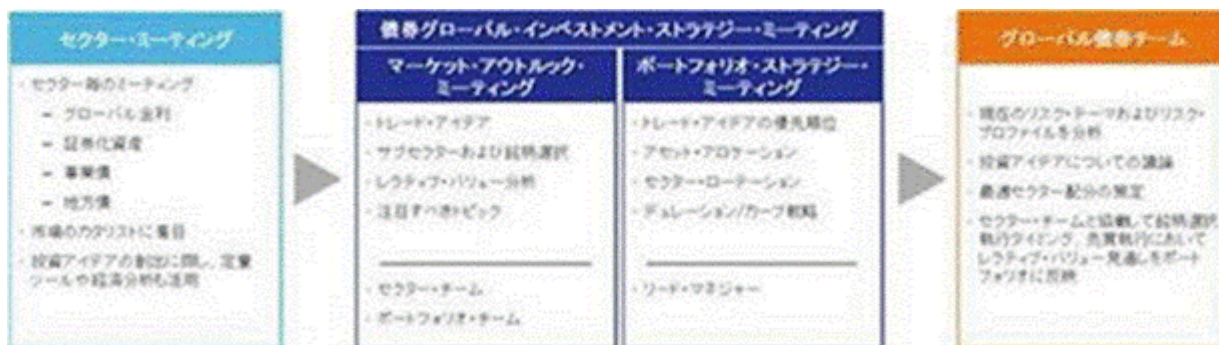 セクター・ミーティング
・セクター毎のミーティング
－ グローバル金利
－ 証券化資産
－ 事業債
－ 地方債
・市場のカタリストに着目
・投資アイデアの創出に際し、定量
ツールや経済分析も活用
債券グローバル・インベストメント・ストラテジー・ミーティング
マーケット・アウトルック・
ミーティング
・トレード・アイデア
・サブセクターおよび銘柄選択
・レラティブ・バリュー分析
・注目すべきトピック
・セクター・チーム
・ポートフォリオ・チーム
ポートフォリオ・ストラテジー・
ミーティング
・トレード・アイデアの優先順位
・アセット・アロケーション
・セクター・ローテーション
・デュレーション/カーブ戦略
・リード・マネジャー
グローバル債券チーム
・現在のリスク・テーマおよびリスク・
プロファイルを分析
・投資アイデアについての議論
・最適セクター配分の策定
・セクター・チームと協働して銘柄選択、
執行タイミング、売買執行において
レラティブ・バリュー見通しをポート
フォリオに反映